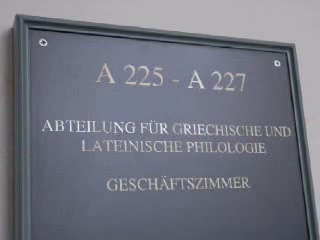 A 225 - A 227
ABTEILUNG FÜR GRIECHISCHE UND
LATEINISCHE PHILOLOGIE
GESCHÄFTSZIMMER